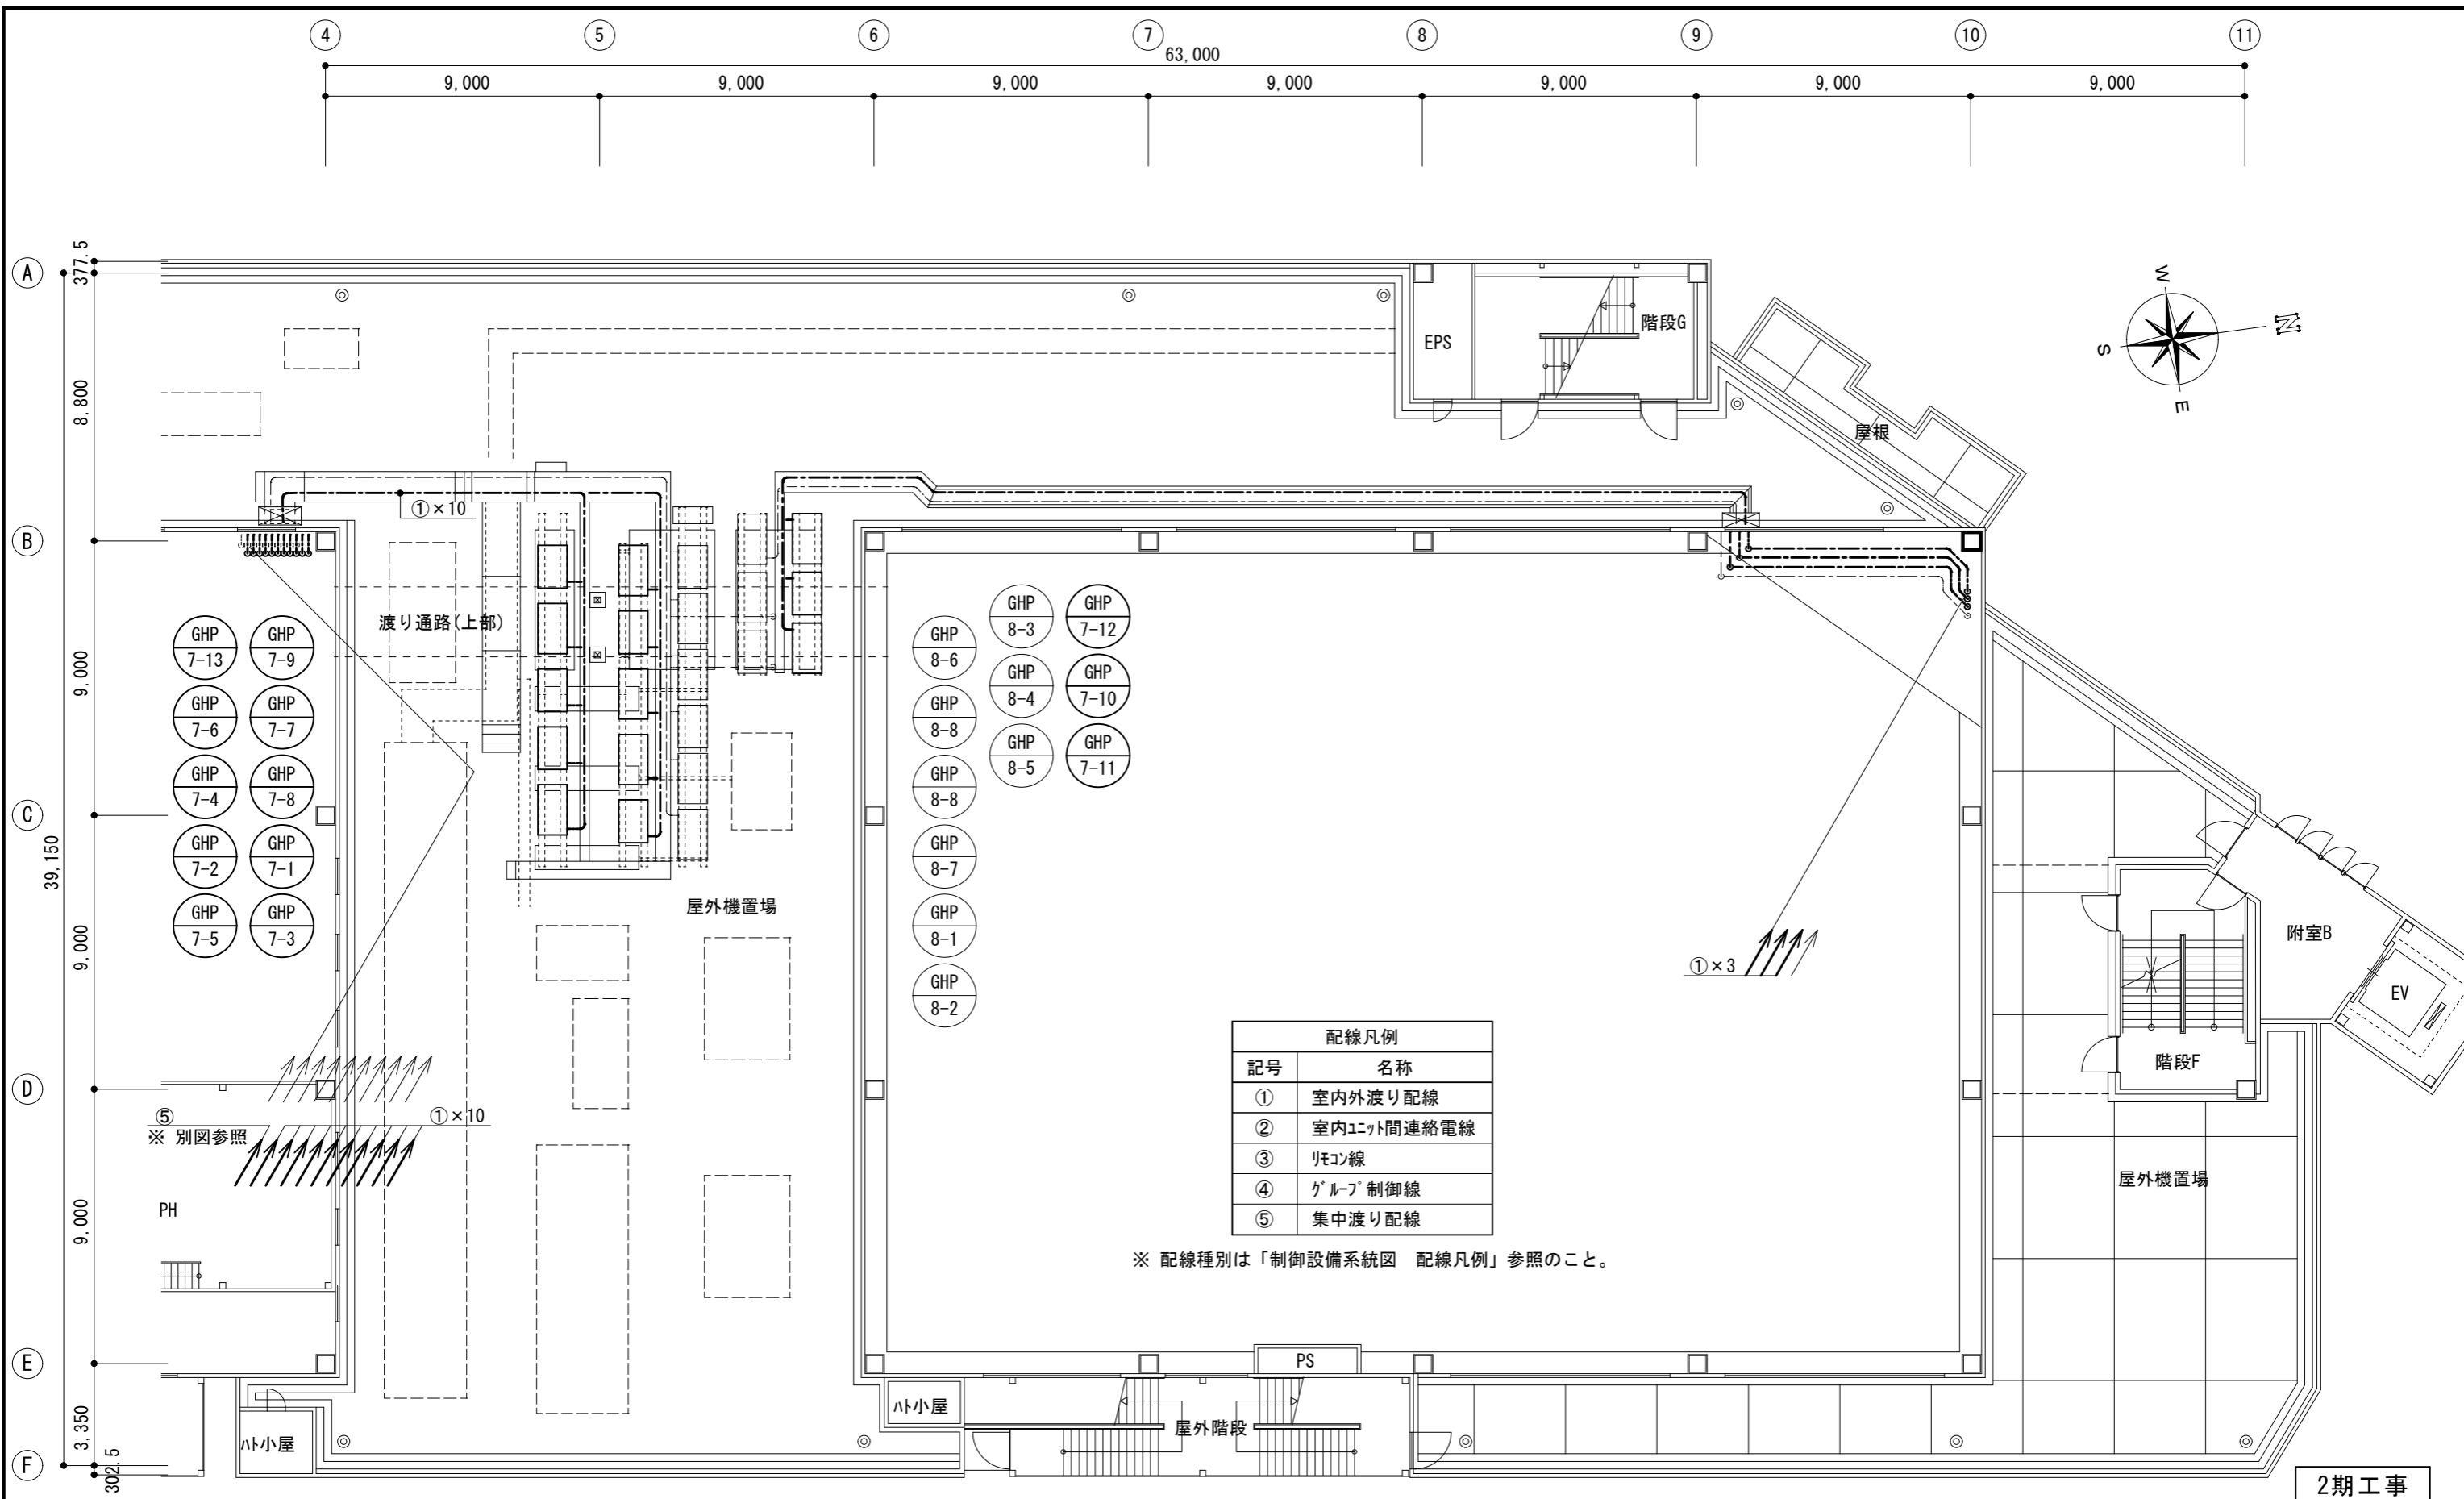 4 5 6 7 8 9 10 11
63,000
9,000 9,000 9,000 9,000 9,000 9,000 9,000
A
377.5
8,800
B
9,000
C
39,150
9,000
D
9,000
E
3,350
F
302.5
EPS
階段G
屋根
W
N
S
E
①×10
渡り通路(上部)
GHP
7-13
GHP
7-9
GHP
7-6
GHP
7-7
GHP
7-4
GHP
7-8
GHP
7-2
GHP
7-1
GHP
7-5
GHP
7-3
GHP
8-3
GHP
7-12
GHP
8-6
GHP
8-4
GHP
7-10
GHP
8-8
GHP
8-5
GHP
7-11
GHP
8-8
GHP
8-7
GHP
8-1
GHP
8-2
屋外機置場
①×3
附室B
EV
階段F
屋外機置場
⑤
※ 別図参照
①×10
PH
配線凡例
記号 名称
① 室内外渡り配線
② 室内ﾕﾆｯﾄ間連絡電線
③ ﾘﾓｺﾝ線
④ ｸﾞﾙｰﾌﾟ制御線
⑤ 集中渡り配線
※ 配線種別は「制御設備系統図　配線凡例」参照のこと。
PS
ﾊﾄ小屋
ﾊﾄ小屋
屋外階段
2期工事